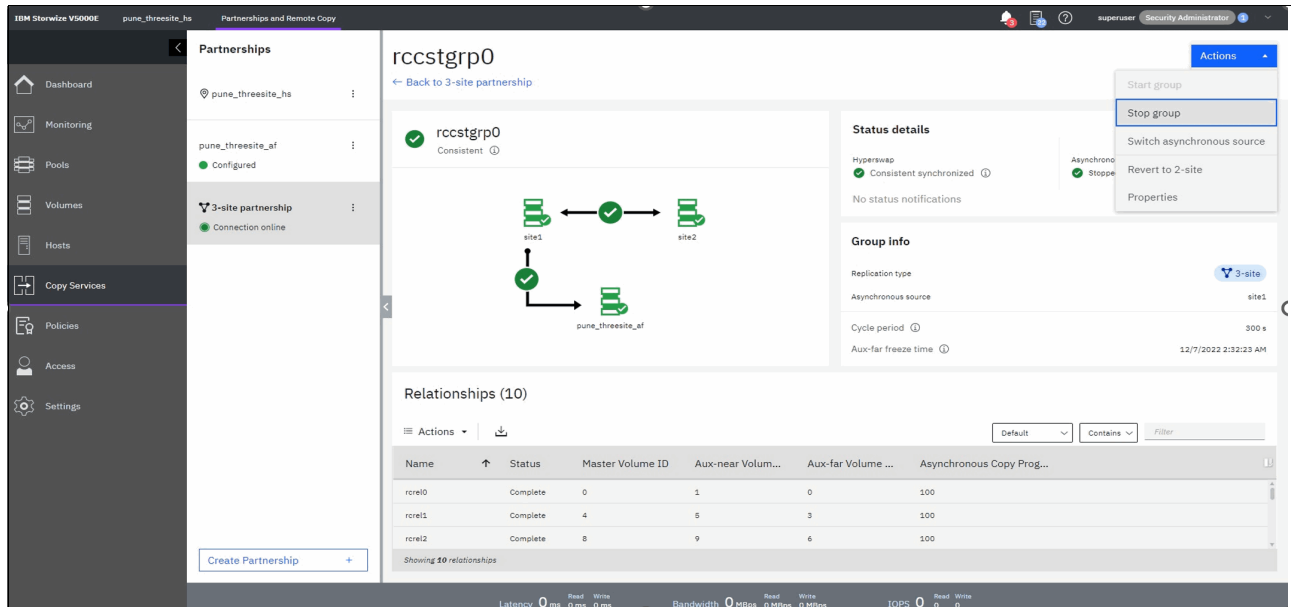 IBM Storwize V5000E pune_threesite_hs Partnerships and Remote Copy 3 22 superuser Security Administrator 1
Dashboard
Monitoring
Pools
Volumes
Hosts
Copy Services
Policies
Access
Settings
Partnerships
pune_threesite_hs
pune_threesite_af
Configured
3-site partnership
Connection online
Create Partnership +
rccstgrp0
← Back to 3-site partnership
Actions
Start group
Stop group
Switch asynchronous source
Revert to 2-site
Properties
rccstgrp0
Consistent
site1 site2
pune_threesite_af
Status details
Hyperswap
Consistent synchronized
Asynchrono
Stoppe
No status notifications
Group info
Replication type 3-site
Asynchronous source site1
Cycle period 300 s
Aux-far freeze time 12/7/2022 2:32:23 AM
Relationships (10)
Actions Default Contains Filter
Name ↑ Status Master Volume ID Aux-near Volum... Aux-far Volume ... Asynchronous Copy Prog...
rcrel0 Complete 0 1 0 100
rcrel1 Complete 4 5 3 100
rcrel2 Complete 8 9 6 100
Showing 10 relationships
Latency 0 ms Read 0 ms Write 0 ms Bandwidth 0 MBps Read 0 MBps Write 0 MBps IOPS 0 Read 0 Write 0